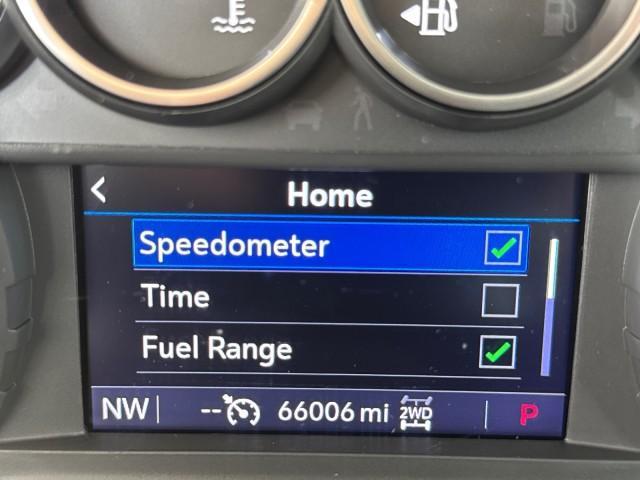 Home
Speedometer
Time
Fuel Range
NW -- 66006 mi 2WD P